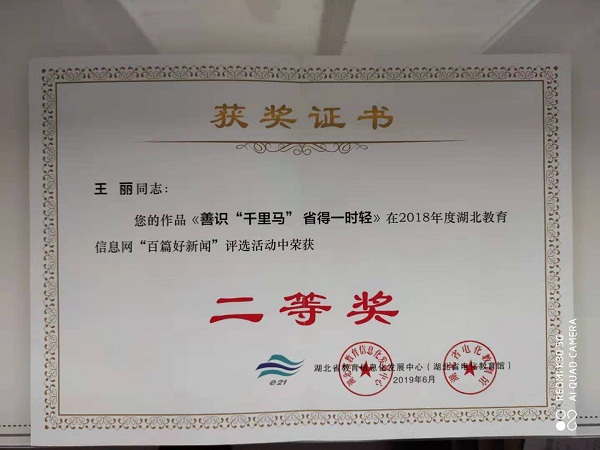 获奖证书
王 丽同志：
您的作品《善识“千里马” 省得一时轻》在2018年度湖北教育
信息网“百篇好新闻”评选活动中荣获
二等奖
e21
湖北省教育信息化发展中心（湖北省电化教育馆）
2019年6月
REDMI K30 5G
AI QUAD CAMERA